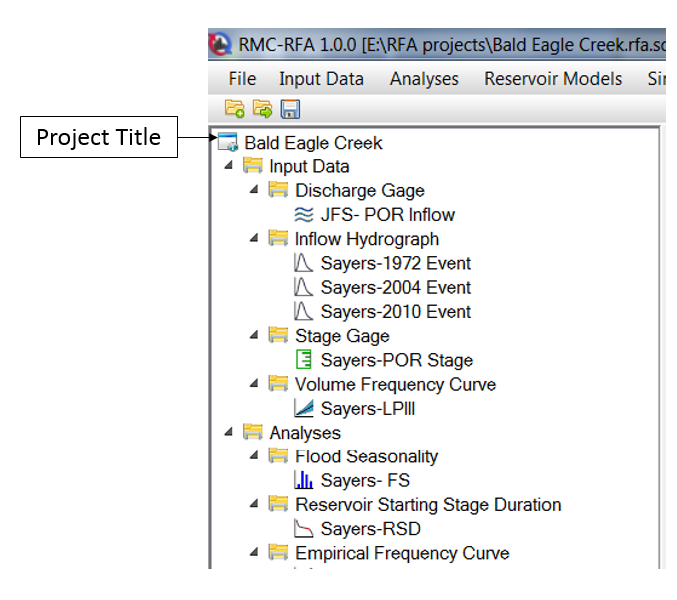 RMC-RFA 1.0.0 [E:\RFA projects\Bald Eagle Creek.rfa.sq
File Input Data Analyses Reservoir Models Si
Project Title
Bald Eagle Creek
Input Data
Discharge Gage
JFS- POR Inflow
Inflow Hydrograph
Sayers-1972 Event
Sayers-2004 Event
Sayers-2010 Event
Stage Gage
Sayers-POR Stage
Volume Frequency Curve
Sayers-LPIII
Analyses
Flood Seasonality
Sayers- FS
Reservoir Starting Stage Duration
Sayers-RSD
Empirical Frequency Curve